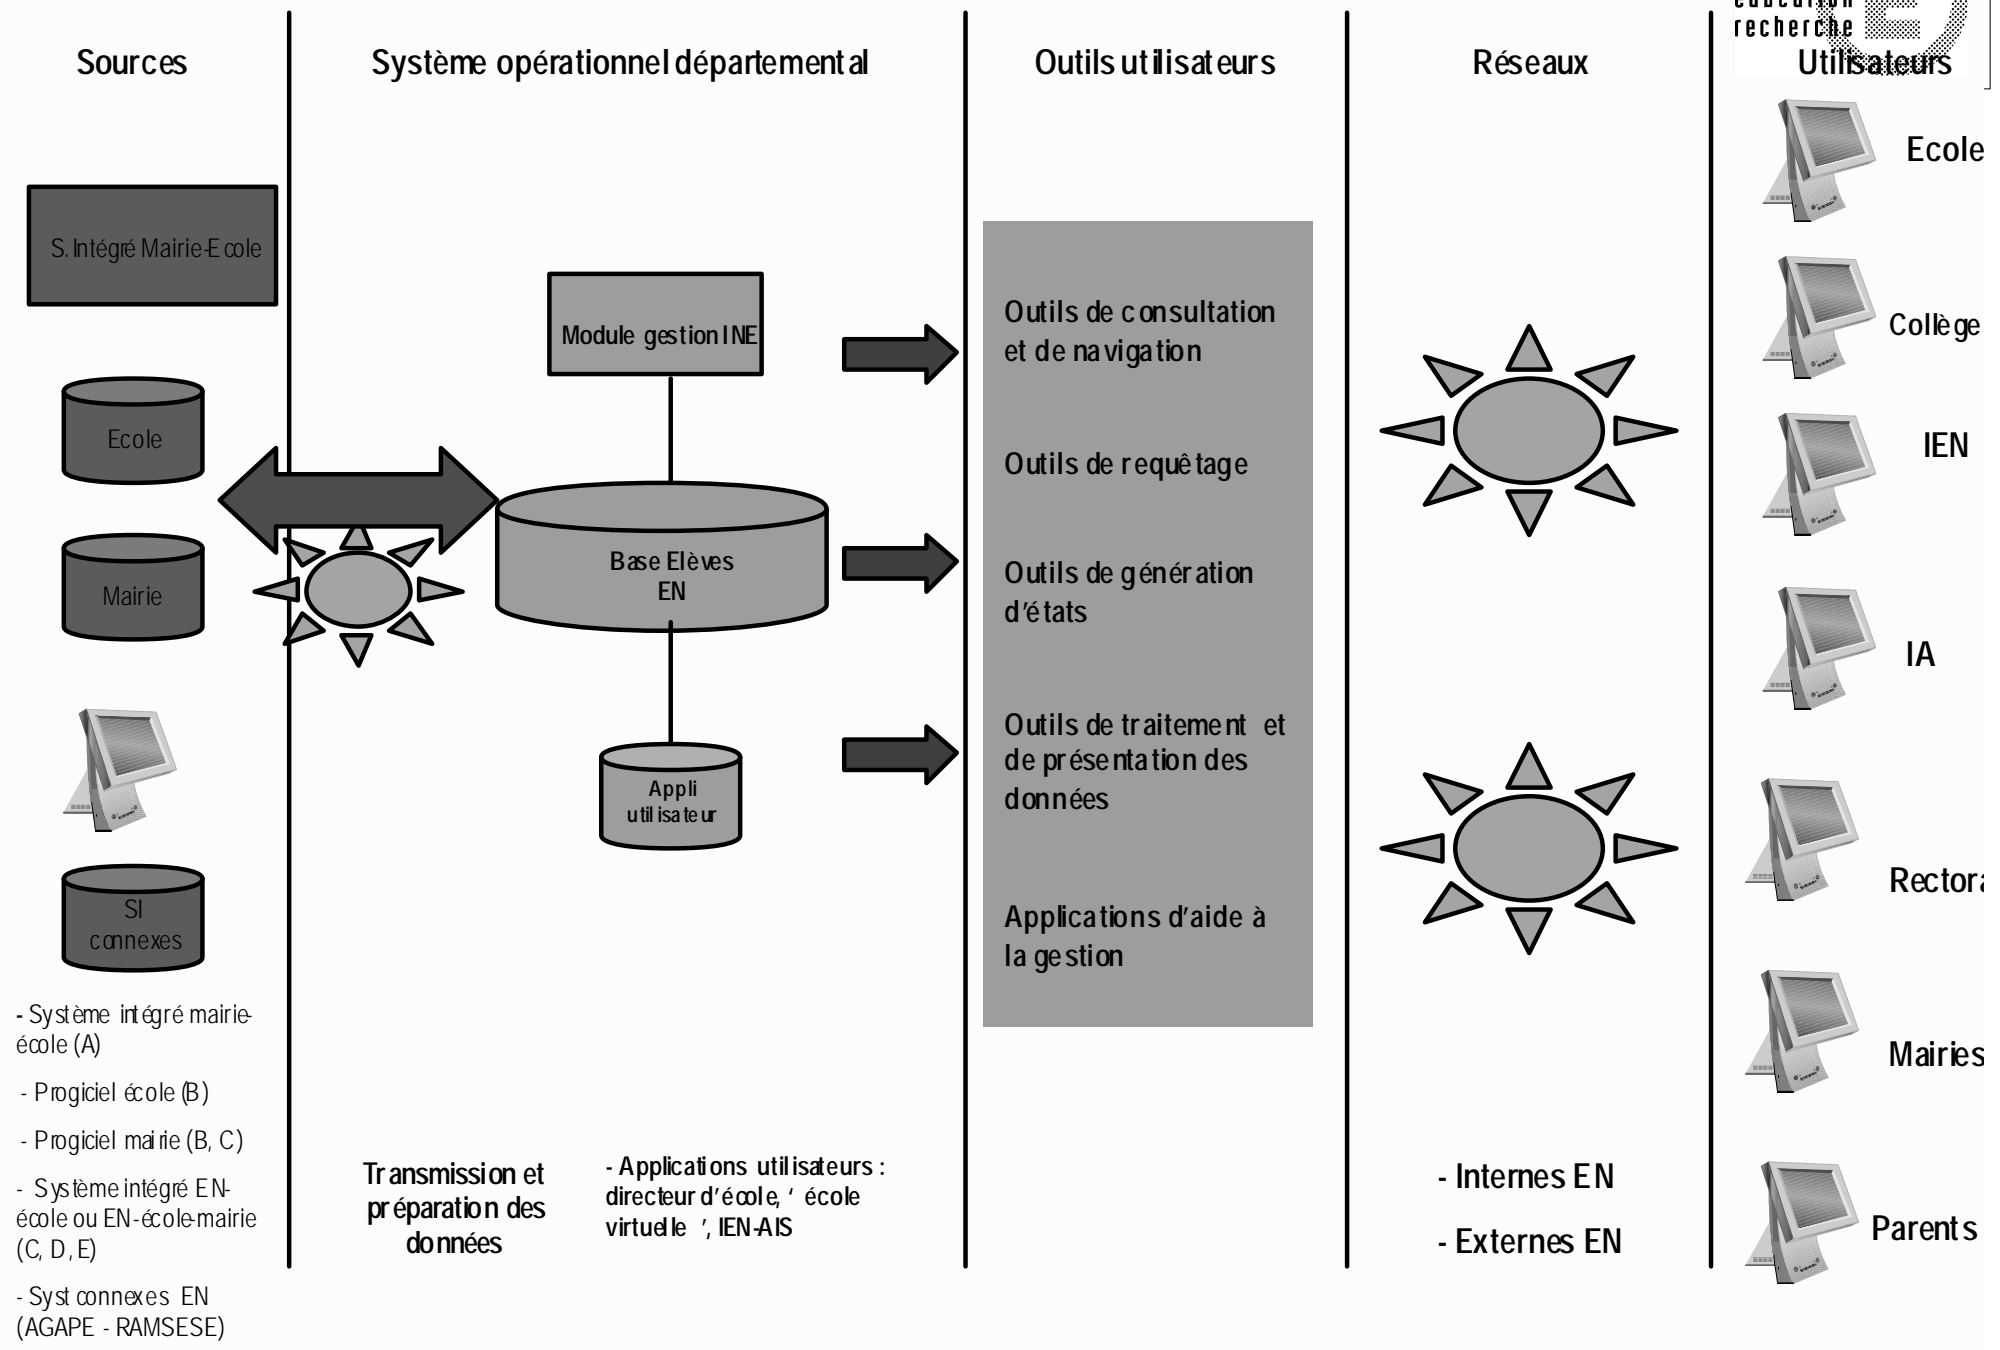 recherche
Sources
Système opérationnel départemental
Outils utilisateurs
Réseaux
Utilisateurs
S. Intégré Mairie-Ecole
Ecole
Mairie
SI
connexes
- Système intégré mairie-
école (A)
- Progiciel école (B)
- Progiciel mairie (B, C)
- Système intégré EN-
école ou EN-école-mairie
(C, D, E)
- Syst connexes EN
(AGAPE - RAMSESE)
Module gestion INE
Base Elèves
EN
Appli
utilisateur
Transmission et
préparation des
données
- Applications utilisateurs :
directeur d'école, ‘ école
virtuelle ’, IEN-AIS
Outils de consultation
et de navigation
Outils de requêtage
Outils de génération
d’états
Outils de traitement et
de présentation des
données
Applications d'aide à
la gestion
- Internes EN
- Externes EN
Ecole
Collège
IEN
IA
Rectora
Mairies
Parents